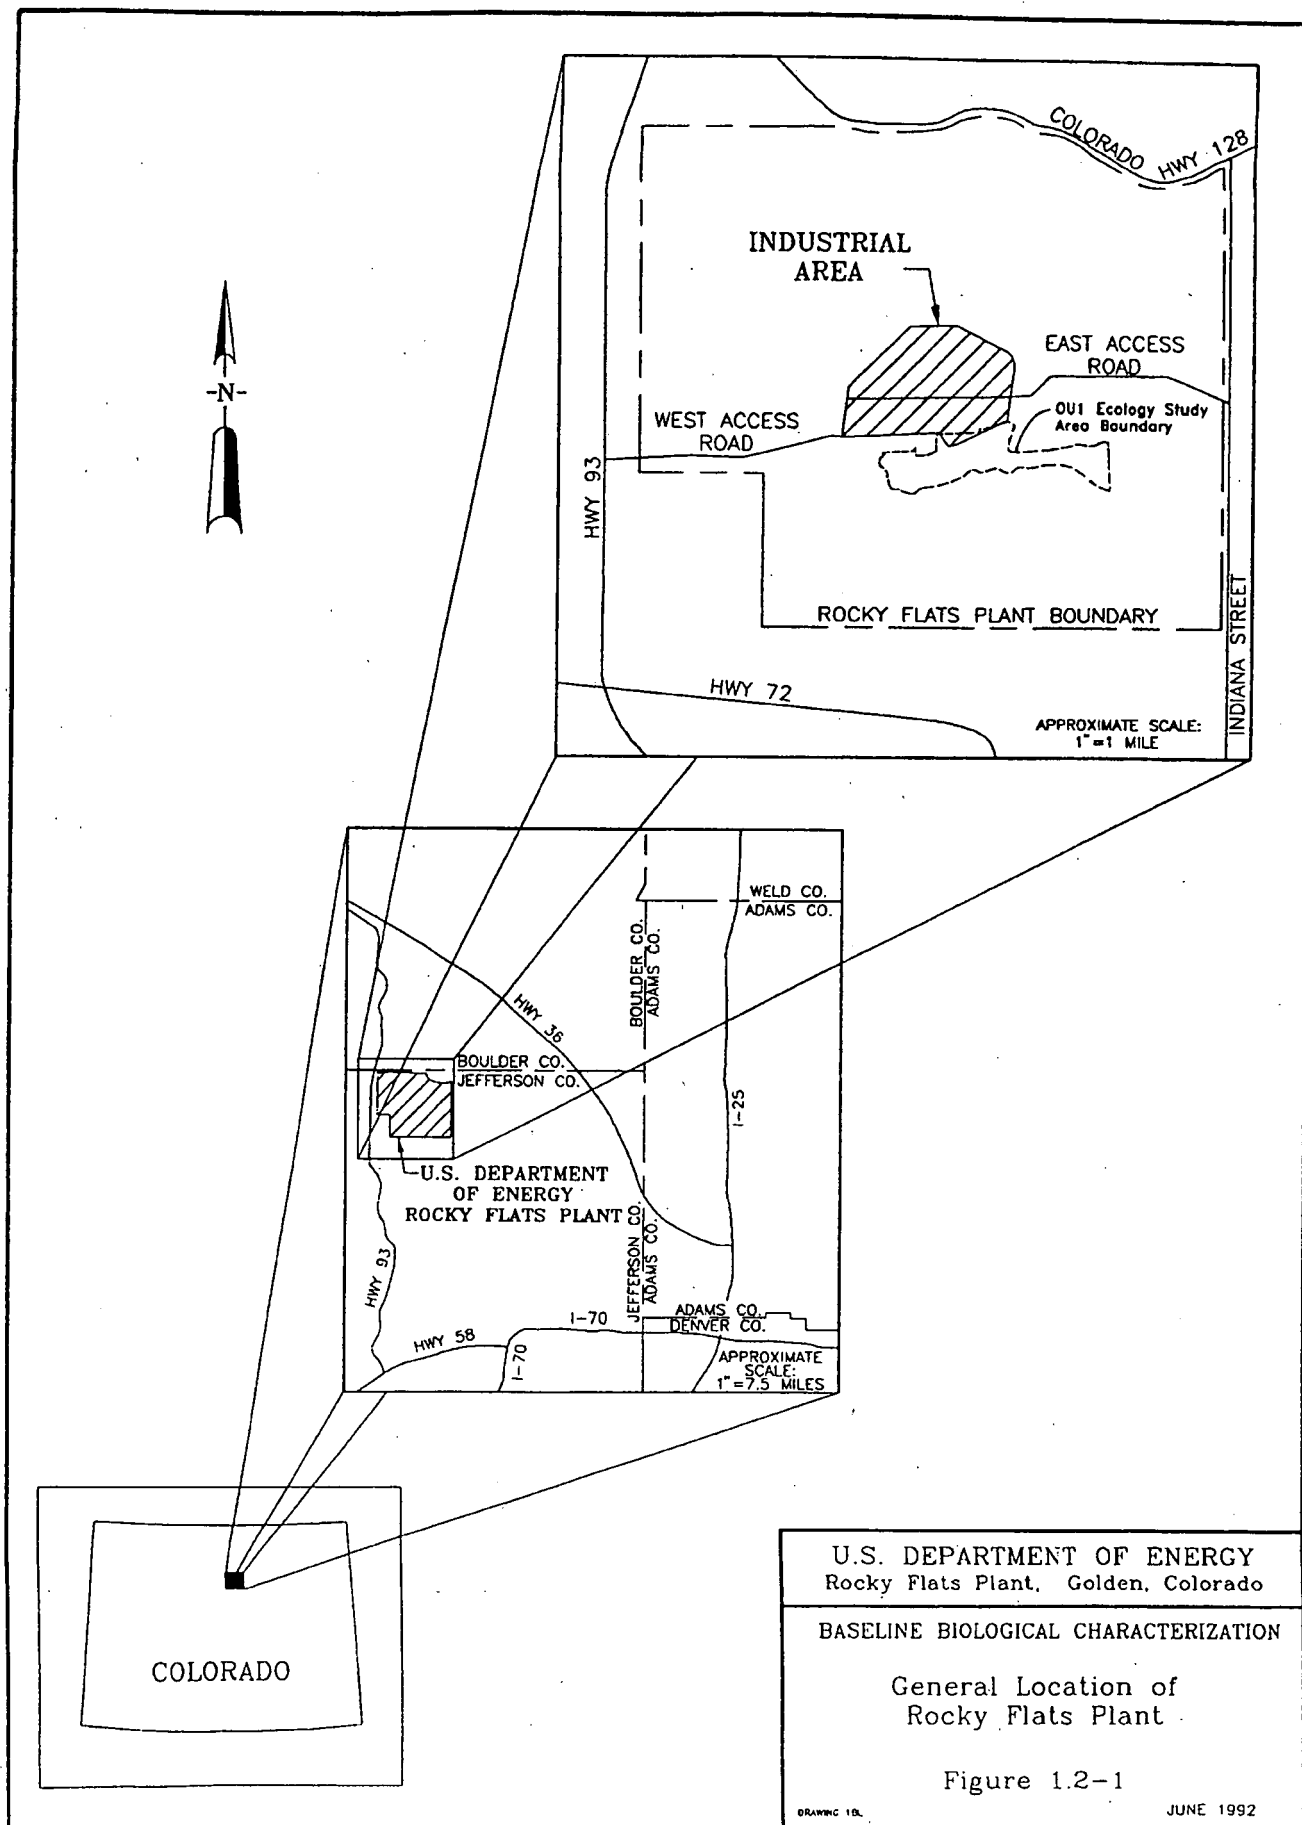 COLORADO
HWY 128
INDUSTRIAL
AREA
EAST ACCESS
ROAD
OU1 Ecology Study
Area Boundary
WEST ACCESS
ROAD
HWY 93
ROCKY FLATS PLANT BOUNDARY
INDIANA STREET
HWY 72
APPROXIMATE SCALE:
1"=1 MILE
-N-
WELD CO.
ADAMS CO.
BOULDER CO.
ADAMS CO.
HWY 36
BOULDER CO.
JEFFERSON CO.
I-25
U.S. DEPARTMENT
OF ENERGY
ROCKY FLATS PLANT
JEFFERSON CO.
ADAMS CO.
HWY 93
I-70
ADAMS CO.
DENVER CO.
HWY 58
I-70
APPROXIMATE
SCALE:
1"=7.5 MILES
COLORADO
U.S. DEPARTMENT OF ENERGY
Rocky Flats Plant, Golden, Colorado
BASELINE BIOLOGICAL CHARACTERIZATION
General Location of
Rocky Flats Plant
Figure 1.2-1
DRAWING
JUNE 1992